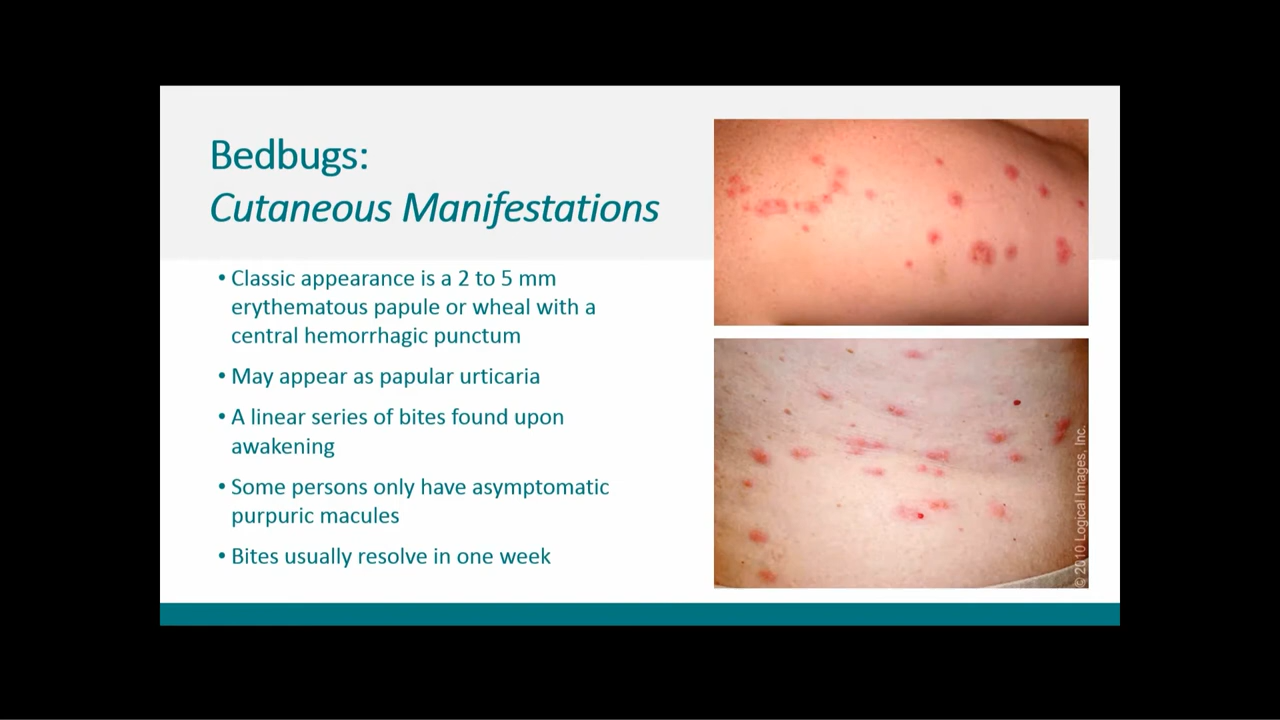 Bedbugs:
Cutaneous Manifestations
• Classic appearance is a 2 to 5 mm
erythematous papule or wheal with a
central hemorrhagic punctum
• May appear as papular urticaria
• A linear series of bites found upon
awakening
• Some persons only have asymptomatic
purpuric macules
• Bites usually resolve in one week
© 2010 Logical Images, Inc.